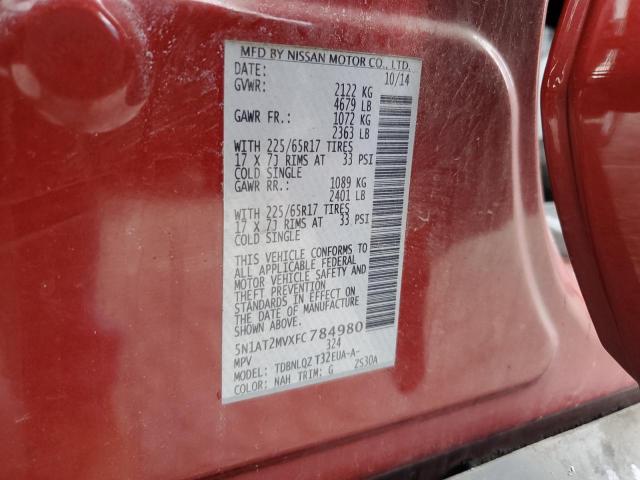 MFD BY NISSAN MOTOR CO., LTD.
DATE: 10/14
GVWR: 2122 KG
4679 LB
GAWR FR.: 1072 KG
2363 LB
WITH 225/65R17 TIRES
17 X 7J RIMS AT 33 PSI
COLD SINGLE
GAWR RR.: 1089 KG
2401 LB
WITH 225/65R17 TIRES
17 X 7J RIMS AT 33 PSI
COLD SINGLE
THIS VEHICLE CONFORMS TO
ALL APPLICABLE FEDERAL
MOTOR VEHICLE SAFETY AND
THEFT PREVENTION
STANDARDS IN EFFECT ON
THE DATE OF MANUFACTURE
SHOWN ABOVE.
5N1AT2MVXFC784980
MPV 324
MODEL: TDBNLQZ T32EUA-A-
COLOR: NAH TRIM: G 2S30A